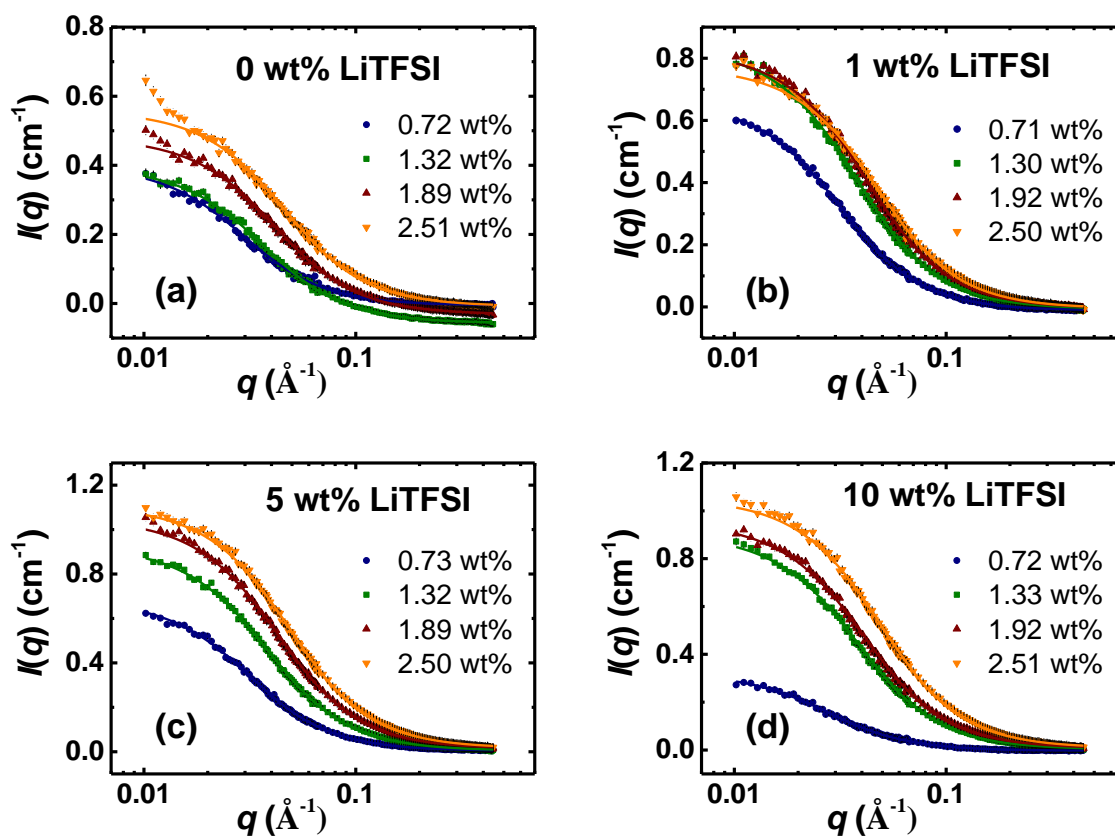 0 wt% LiTFSI
0.8
0.6
0.4
0.2
0.0
I(q) (cm⁻¹)
0.72 wt%
1.32 wt%
1.89 wt%
2.51 wt%
(a)
0.01
0.1
q (Å⁻¹)
1 wt% LiTFSI
0.8
0.6
0.4
0.2
0.0
I(q) (cm⁻¹)
0.71 wt%
1.30 wt%
1.92 wt%
2.50 wt%
(b)
0.01
0.1
q (Å⁻¹)
5 wt% LiTFSI
1.2
0.8
0.4
0.0
I(q) (cm⁻¹)
0.73 wt%
1.32 wt%
1.89 wt%
2.50 wt%
(c)
0.01
0.1
q (Å⁻¹)
10 wt% LiTFSI
1.2
0.8
0.4
0.0
I(q) (cm⁻¹)
0.72 wt%
1.33 wt%
1.92 wt%
2.51 wt%
(d)
0.01
0.1
q (Å⁻¹)